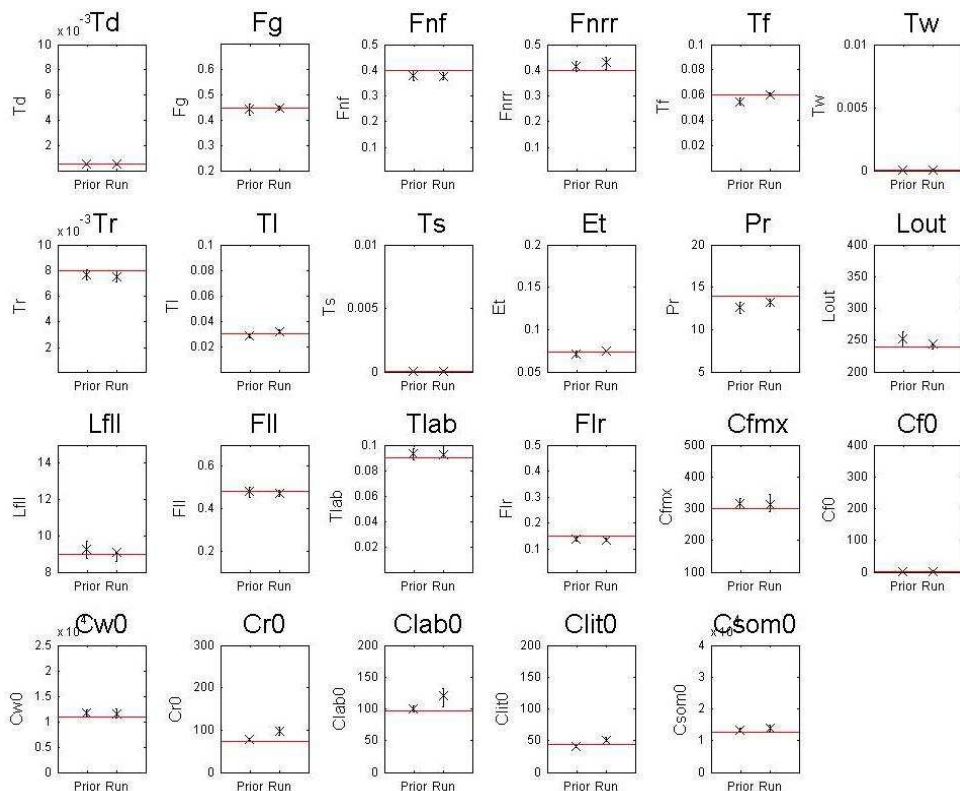 x 10⁻³ Td Fg Fnf Fnrr Tf Tw
10 0.5 0.5 0.1 0.01
8 0.6 0.4 0.4 0.08
6 0.5 0.3 0.3 0.06 0.005
4 0.4 0.2 0.2 0.04
2 0.3 0.1 0.1 0.02
0.2 0
Td Fg Fnf Fnrr Tf Tw
Prior Run Prior Run Prior Run Prior Run Prior Run Prior Run
x 10⁻³ Tr Tl Ts Et Pr Lout
10 0.1 0.01 0.2 20 400
8 0.08 350
6 0.06 0.005 0.15 15 300
4 0.04 0.1 10 250
2 0.02
0 0.05 5 200
Tr Tl Ts Et Pr Lout
Prior Run Prior Run Prior Run Prior Run Prior Run Prior Run
Lfll Fll Tlab Flr Cfmx Cf0
14 0.6 0.1 0.5 500 400
12 0.4 0.08 0.4 400 300
10 0.2 0.06 0.3 300 200
8 0.04 0.2 200 100
0.02 0.1 100 0
Lfll Fll Tlab Flr Cfmx Cf0
Prior Run Prior Run Prior Run Prior Run Prior Run Prior Run
x 10⁴ Cw0 Cr0 Clab0 Clit0 Csom0
2.5 300 200 200 4
2 200 150 150 3
1.5 100 100 2
1 100 50 50 1
0.5
0 0 0 0 0
Cw0 Cr0 Clab0 Clit0 Csom0
Prior Run Prior Run Prior Run Prior Run Prior Run